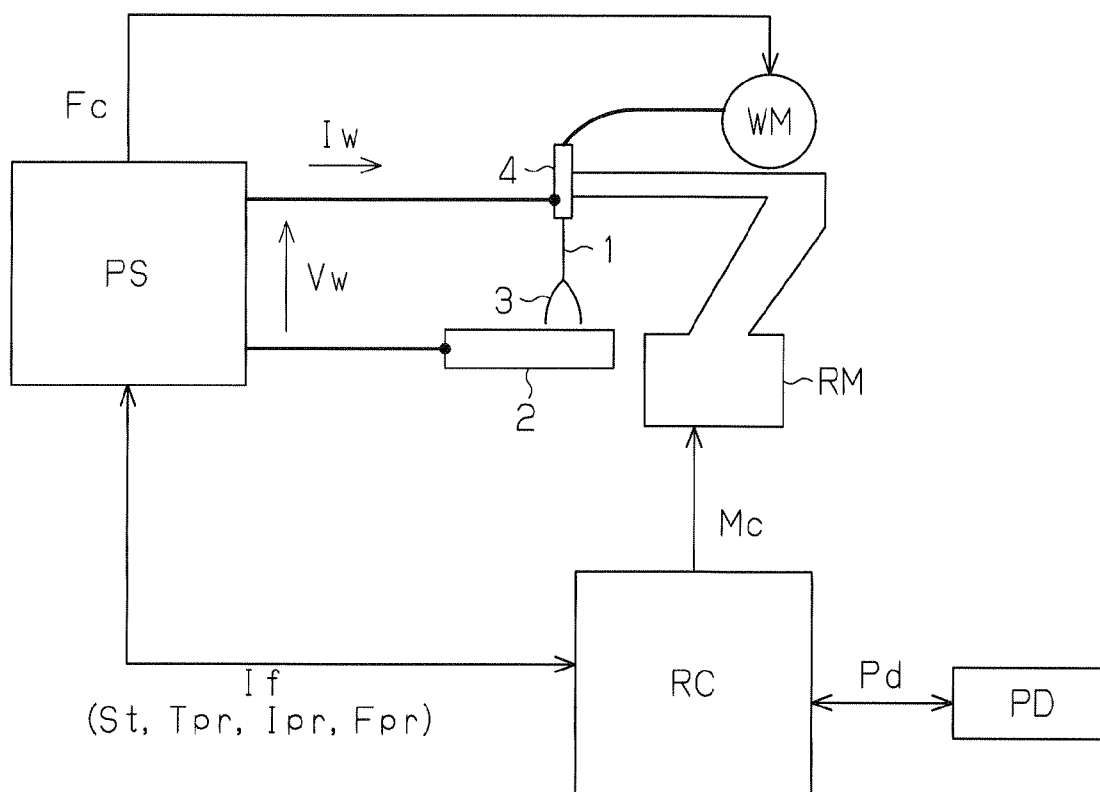 Fc
WM
Iw
4
PS
Vw
1
3
2
RM
Mc
If
(St, Tpr, Ipr, Fpr)
RC
Pd
PD